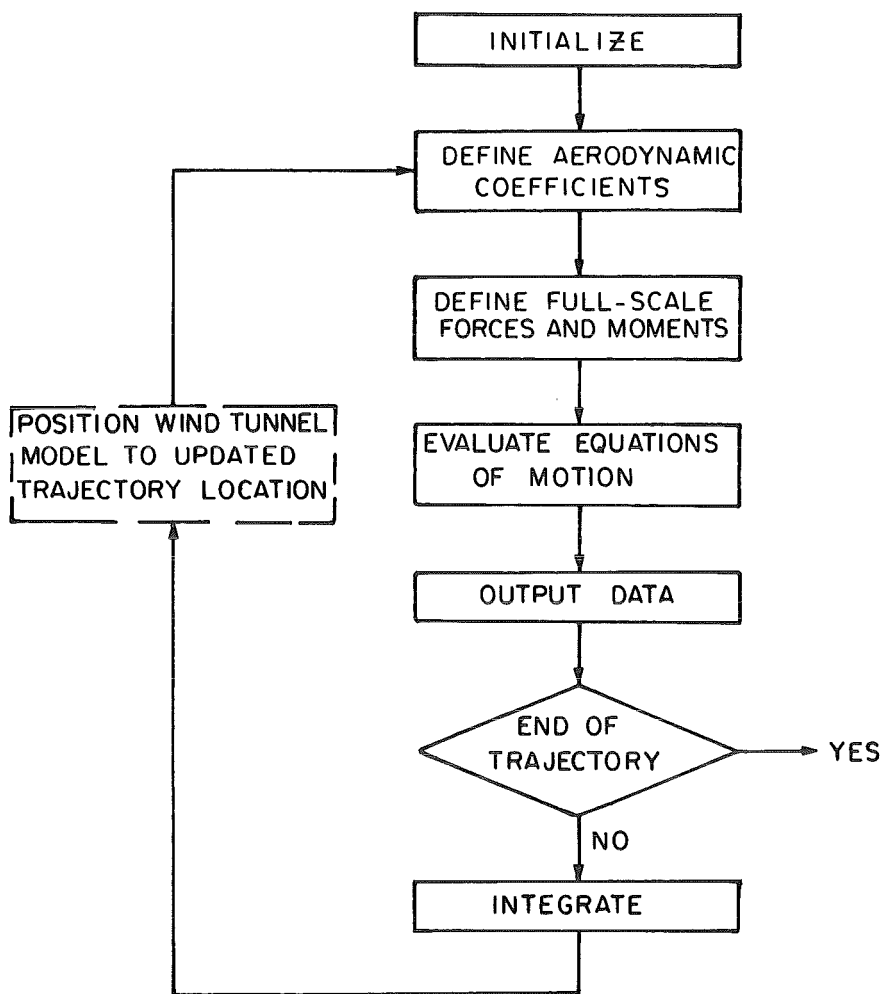 INITIALIZE
DEFINE AERODYNAMIC
COEFFICIENTS
DEFINE FULL-SCALE
FORCES AND MOMENTS
EVALUATE EQUATIONS
OF MOTION
OUTPUT DATA
END OF
TRAJECTORY
YES
NO
INTEGRATE
POSITION WIND TUNNEL
MODEL TO UPDATED
TRAJECTORY LOCATION